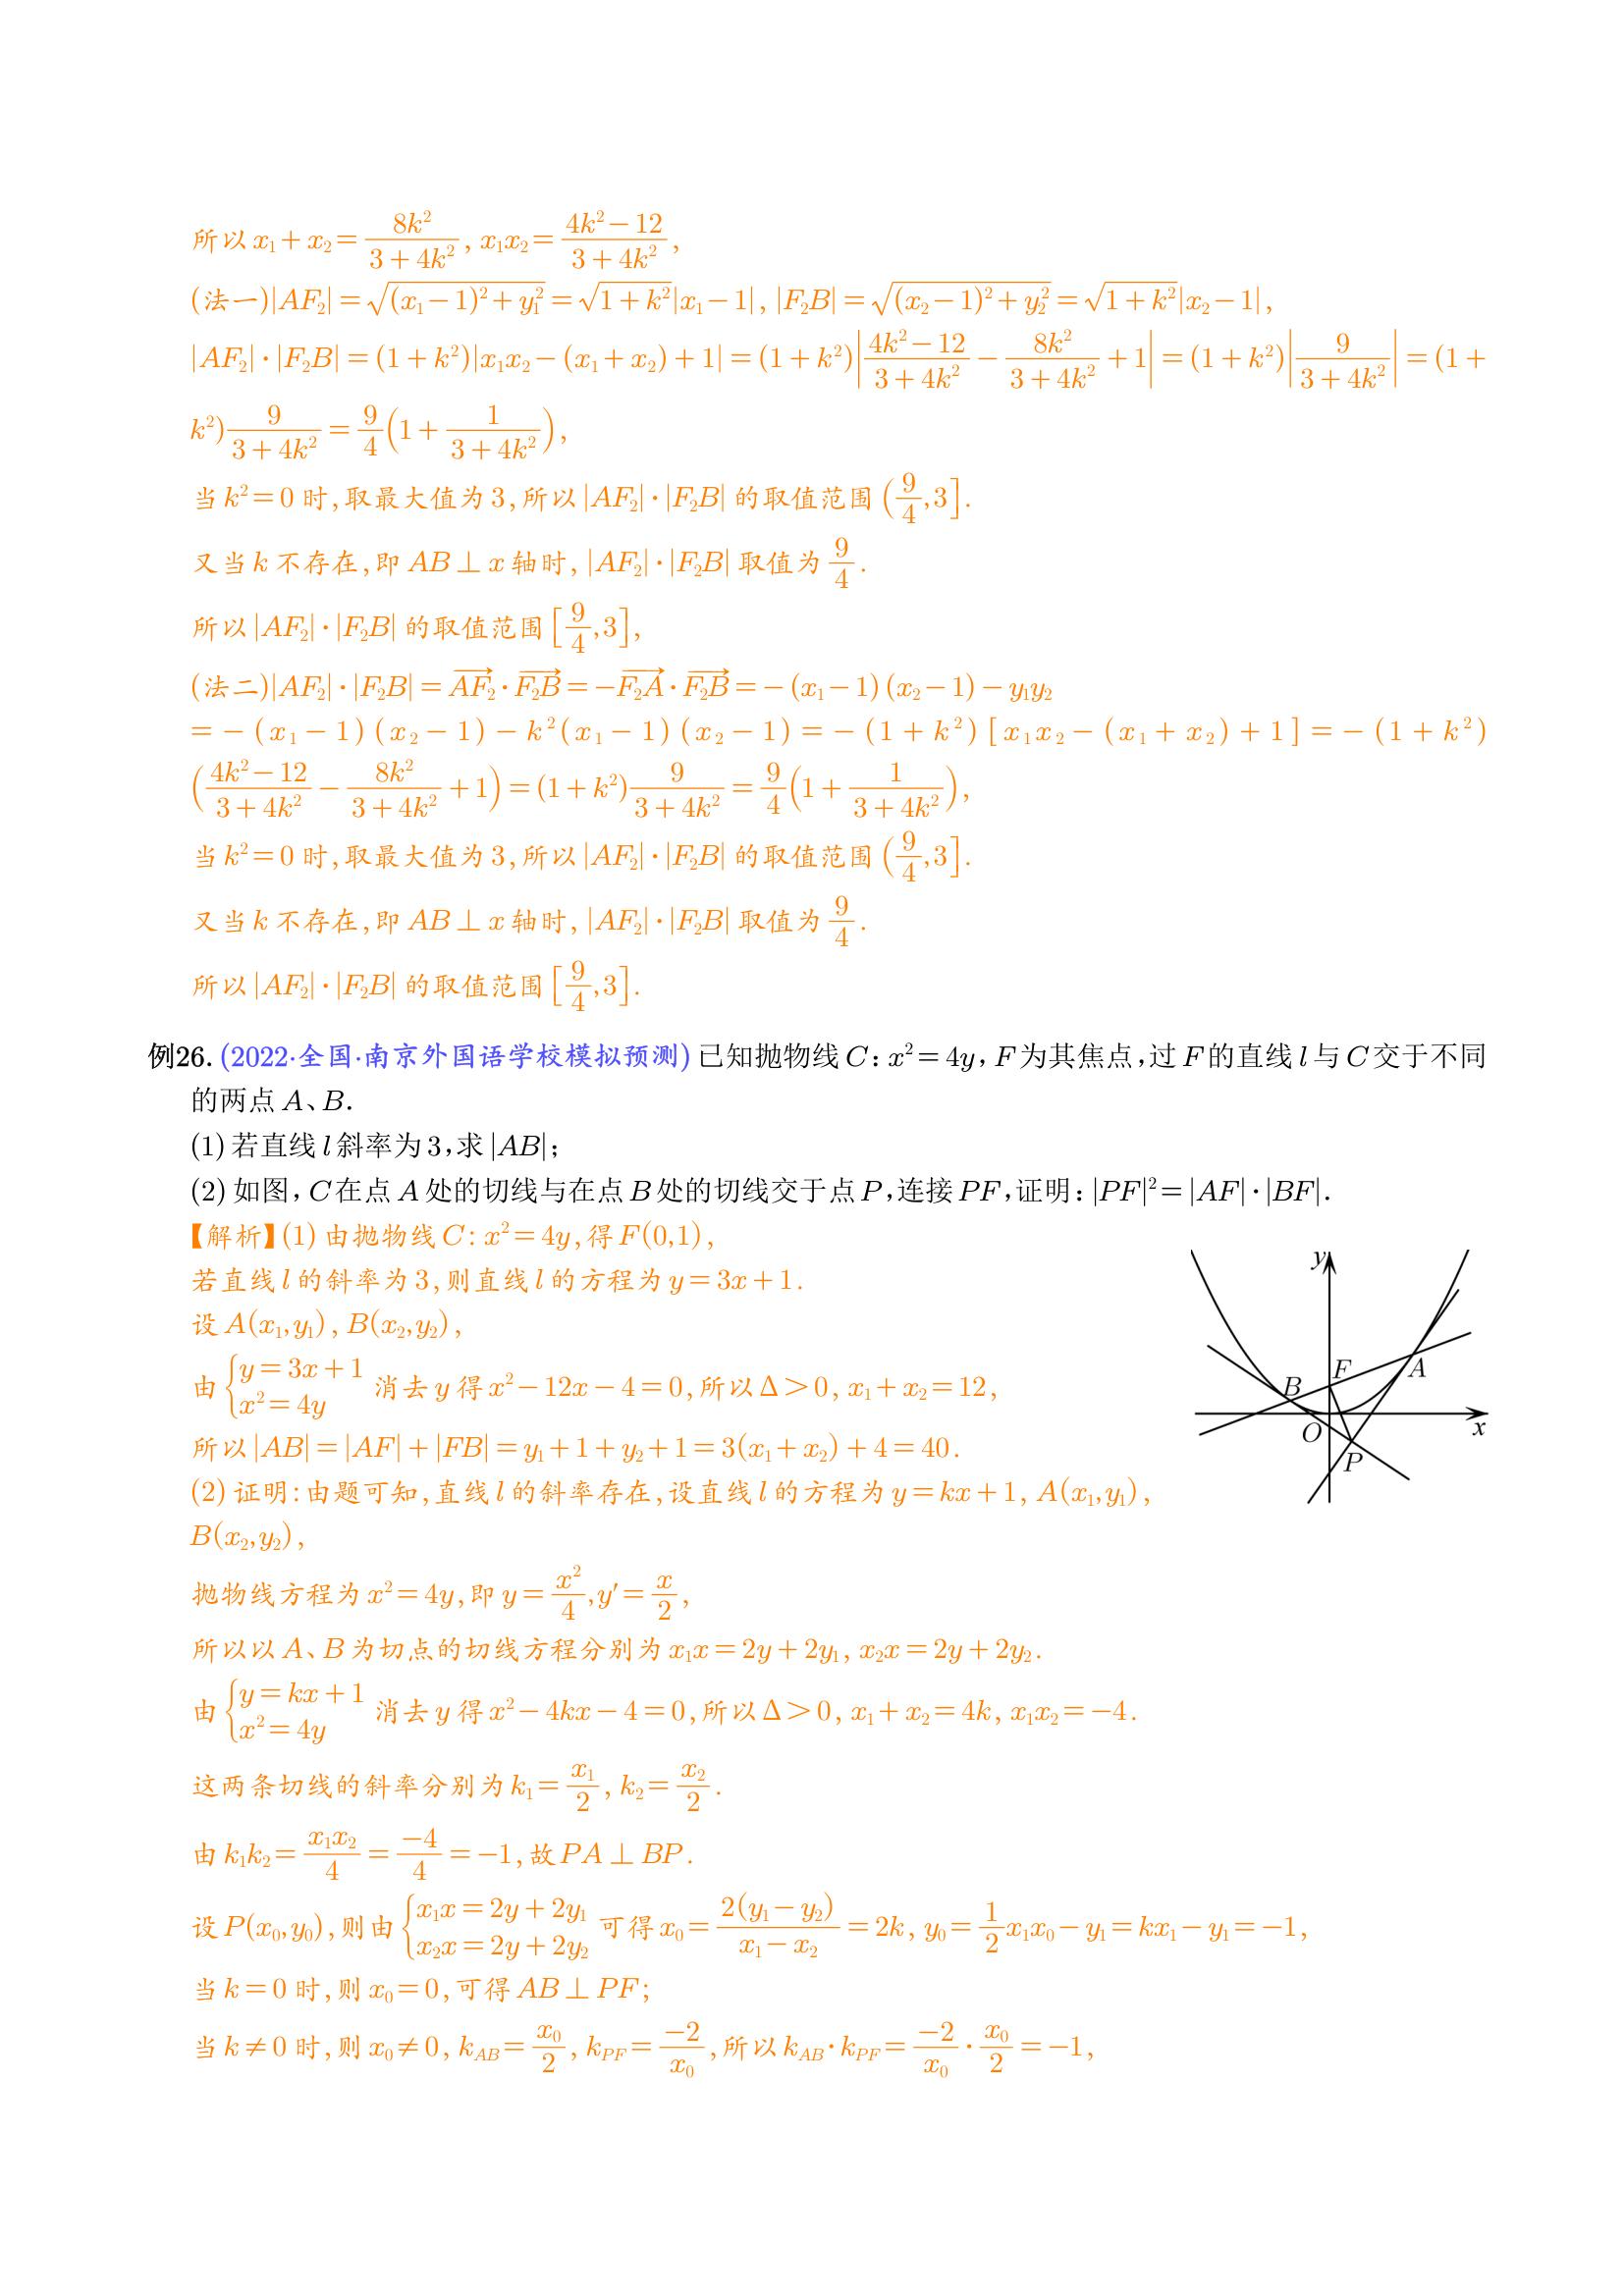 所以 $x_1+x_2=\frac{8k^2}{3+4k^2}$, $x_1x_2=\frac{4k^2-12}{3+4k^2}$,
(法一)$|AF_2|=\sqrt{(x_1-1)^2+y_1^2}=\sqrt{1+k^2}|x_1-1|$, $|F_2B|=\sqrt{(x_2-1)^2+y_2^2}=\sqrt{1+k^2}|x_2-1|$,
$|AF_2|\cdot|F_2B|=(1+k^2)|x_1x_2-(x_1+x_2)+1|=(1+k^2)\left|\frac{4k^2-12}{3+4k^2}-\frac{8k^2}{3+4k^2}+1\right|=(1+k^2)\left|\frac{9}{3+4k^2}\right|=(1+$
$k^2)\frac{9}{3+4k^2}=\frac{9}{4}\left(1+\frac{1}{3+4k^2}\right)$,
当 $k^2=0$ 时,取最大值为 3,所以 $|AF_2|\cdot|F_2B|$ 的取值范围 $\left(\frac{9}{4},3\right]$.
又当 $k$ 不存在,即 $AB\perp x$ 轴时, $|AF_2|\cdot|F_2B|$ 取值为 $\frac{9}{4}$.
所以 $|AF_2|\cdot|F_2B|$ 的取值范围 $\left[\frac{9}{4},3\right]$,
(法二)$|AF_2|\cdot|F_2B|=\overrightarrow{AF_2}\cdot\overrightarrow{F_2B}=-\overrightarrow{F_2A}\cdot\overrightarrow{F_2B}=-(x_1-1)(x_2-1)-y_1y_2$
$=-(x_1-1)(x_2-1)-k^2(x_1-1)(x_2-1)=-(1+k^2)[x_1x_2-(x_1+x_2)+1]=-(1+k^2)$
$\left(\frac{4k^2-12}{3+4k^2}-\frac{8k^2}{3+4k^2}+1\right)=(1+k^2)\frac{9}{3+4k^2}=\frac{9}{4}\left(1+\frac{1}{3+4k^2}\right)$,
当 $k^2=0$ 时,取最大值为 3,所以 $|AF_2|\cdot|F_2B|$ 的取值范围 $\left(\frac{9}{4},3\right]$.
又当 $k$ 不存在,即 $AB\perp x$ 轴时, $|AF_2|\cdot|F_2B|$ 取值为 $\frac{9}{4}$.
所以 $|AF_2|\cdot|F_2B|$ 的取值范围 $\left[\frac{9}{4},3\right]$.
例26. (2022·全国·南京外国语学校模拟预测) 已知抛物线 $C:x^2=4y$, $F$ 为其焦点,过 $F$ 的直线 $l$ 与 $C$ 交于不同
的两点 $A$、$B$.
(1) 若直线 $l$ 斜率为 3,求 $|AB|$;
(2) 如图, $C$ 在点 $A$ 处的切线与在点 $B$ 处的切线交于点 $P$,连接 $PF$,证明: $|PF|^2=|AF|\cdot|BF|$.
【解析】(1) 由抛物线 $C:x^2=4y$,得 $F(0,1)$,
若直线 $l$ 的斜率为 3,则直线 $l$ 的方程为 $y=3x+1$.
设 $A(x_1,y_1)$, $B(x_2,y_2)$,
由 $\begin{cases}y=3x+1\\x^2=4y\end{cases}$ 消去 $y$ 得 $x^2-12x-4=0$,所以 $\Delta>0$, $x_1+x_2=12$,
所以 $|AB|=|AF|+|FB|=y_1+1+y_2+1=3(x_1+x_2)+4=40$.
(2) 证明:由题可知,直线 $l$ 的斜率存在,设直线 $l$ 的方程为 $y=kx+1$, $A(x_1,y_1)$,
$B(x_2,y_2)$,
抛物线方程为 $x^2=4y$,即 $y=\frac{x^2}{4}$,$y'=\frac{x}{2}$,
所以以 $A$、$B$ 为切点的切线方程分别为 $x_1x=2y+2y_1$, $x_2x=2y+2y_2$.
由 $\begin{cases}y=kx+1\\x^2=4y\end{cases}$ 消去 $y$ 得 $x^2-4kx-4=0$,所以 $\Delta>0$, $x_1+x_2=4k$, $x_1x_2=-4$.
这两条切线的斜率分别为 $k_1=\frac{x_1}{2}$, $k_2=\frac{x_2}{2}$.
由 $k_1k_2=\frac{x_1x_2}{4}=\frac{-4}{4}=-1$,故 $PA\perp BP$.
设 $P(x_0,y_0)$,则由 $\begin{cases}x_1x=2y+2y_1\\x_2x=2y+2y_2\end{cases}$ 可得 $x_0=\frac{2(y_1-y_2)}{x_1-x_2}=2k$, $y_0=\frac{1}{2}x_1x_0-y_1=kx_1-y_1=-1$,
当 $k=0$ 时,则 $x_0=0$,可得 $AB\perp PF$;
当 $k\neq0$ 时,则 $x_0\neq0$, $k_{AB}=\frac{x_0}{2}$, $k_{PF}=\frac{-2}{x_0}$,所以 $k_{AB}\cdot k_{PF}=\frac{-2}{x_0}\cdot\frac{x_0}{2}=-1$,
y
F
A
B
O
x
P